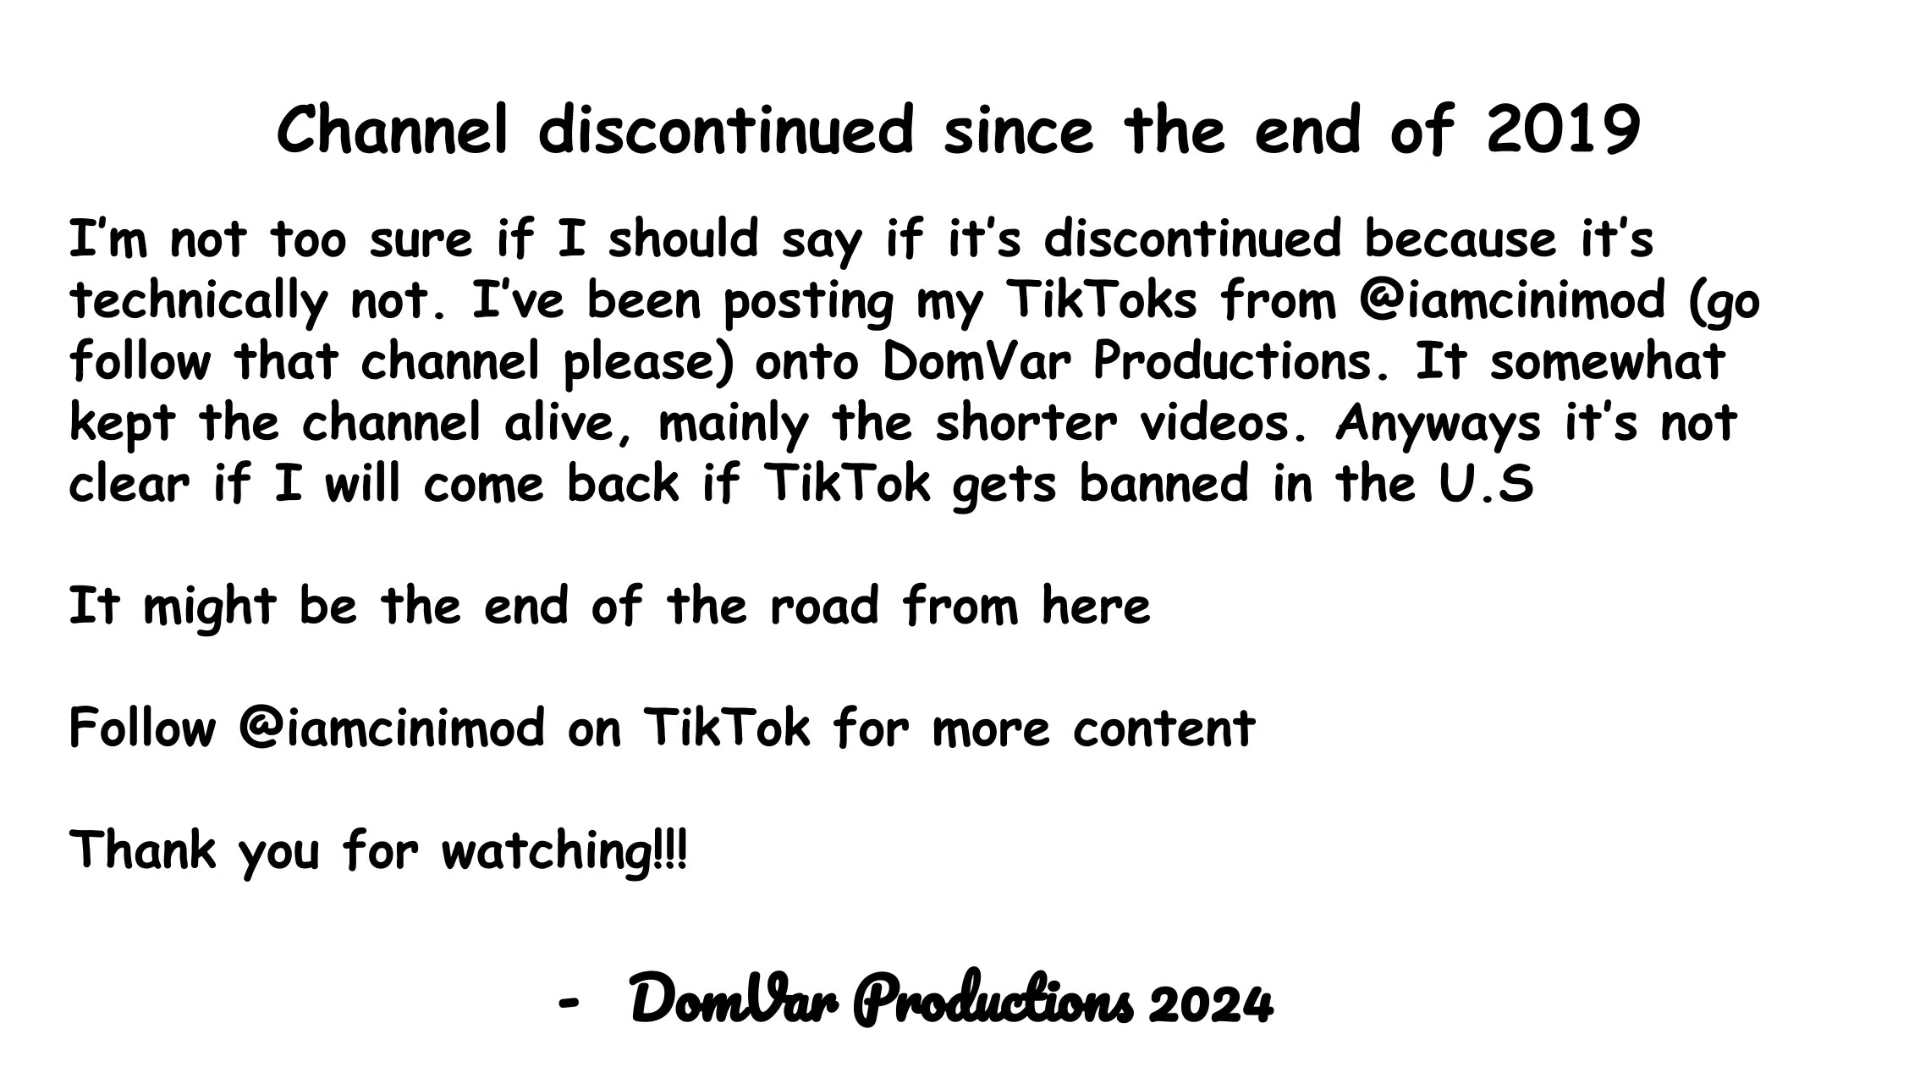 Channel discontinued since the end of 2019
I'm not too sure if I should say if it's discontinued because it's
technically not. I've been posting my TikToks from @iamcinimod (go
follow that channel please) onto DomVar Productions. It somewhat
kept the channel alive, mainly the shorter videos. Anyways it's not
clear if I will come back if TikTok gets banned in the U.S
It might be the end of the road from here
Follow @iamcinimod on TikTok for more content
Thank you for watching!!!
- DomVar Productions 2024